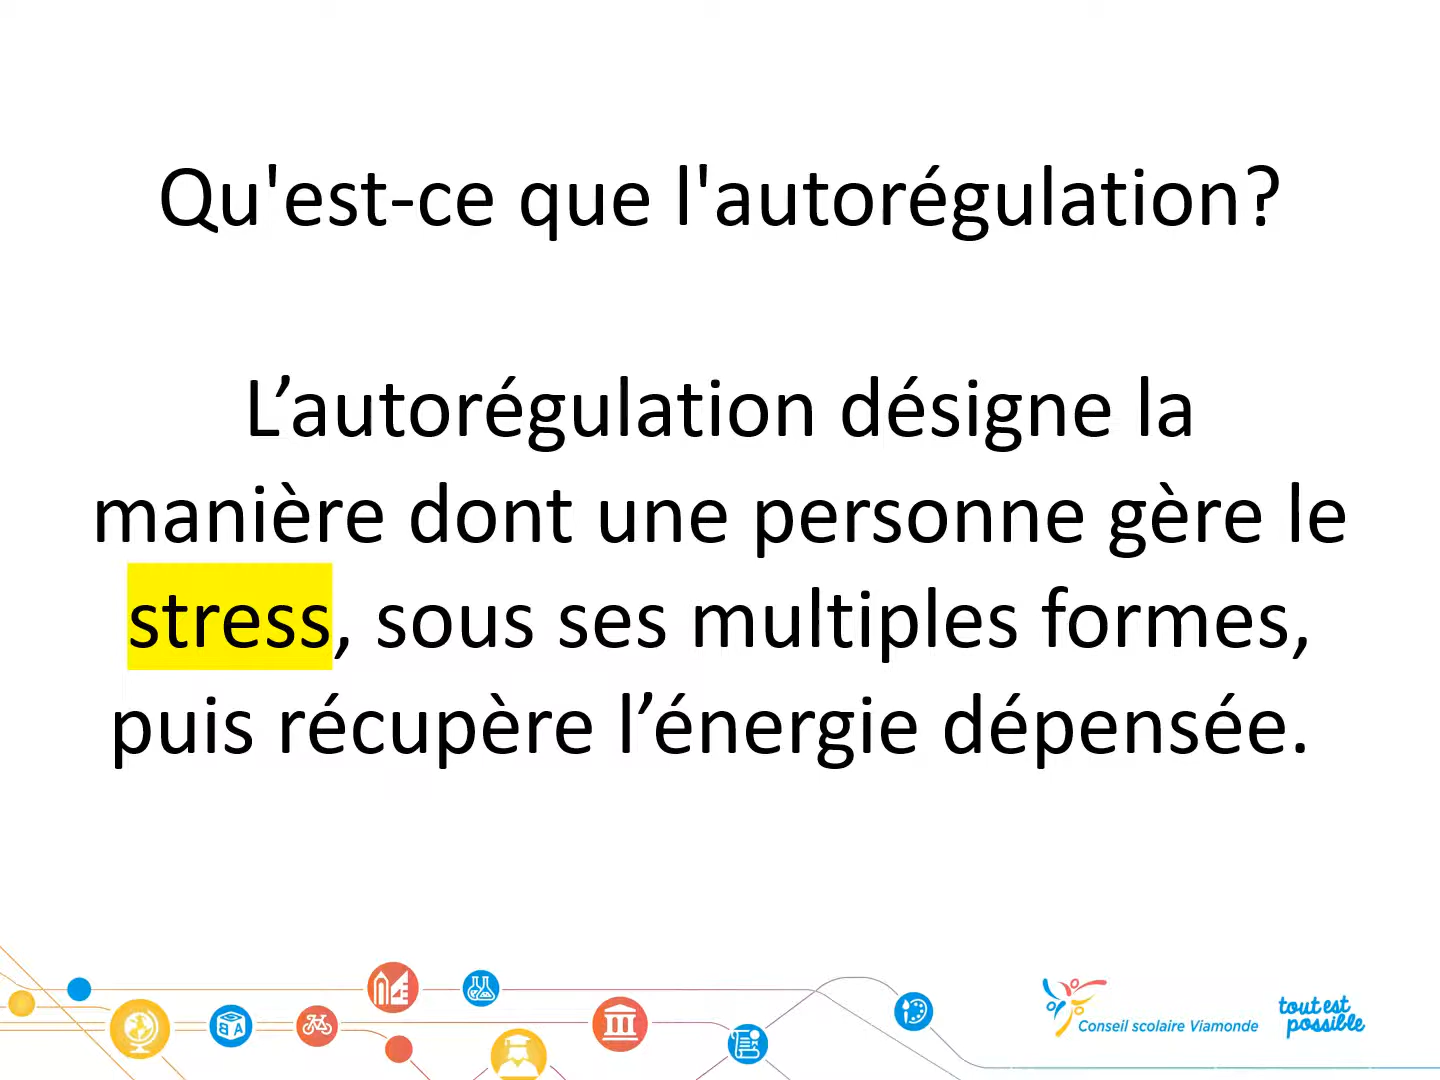 Qu'est-ce que l'autorégulation?
L’autorégulation désigne la
manière dont une personne gère le
stress, sous ses multiples formes,
puis récupère l’énergie dépensée.
B A
Conseil scolaire Viamonde
tout est
possible